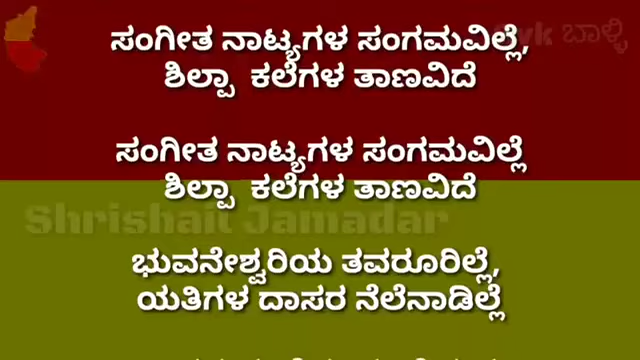 ಸಂಗೀತ ನಾಟ್ಯಗಳ ಸಂಗಮವಿಲ್ಲೆ,
ಶಿಲ್ಪಾ ಕಲೆಗಳ ತಾಣವಿದೆ
ಸಂಗೀತ ನಾಟ್ಯಗಳ ಸಂಗಮವಿಲ್ಲೆ
ಶಿಲ್ಪಾ ಕಲೆಗಳ ತಾಣವಿದೆ
Shrishail Jamadar
ಭುವನೇಶ್ವರಿಯ ತವರೂರಿಲ್ಲೆ,
ಯತಿಗಳ ದಾಸರ ನೆಲೆನಾಡಿಲ್ಲೆ